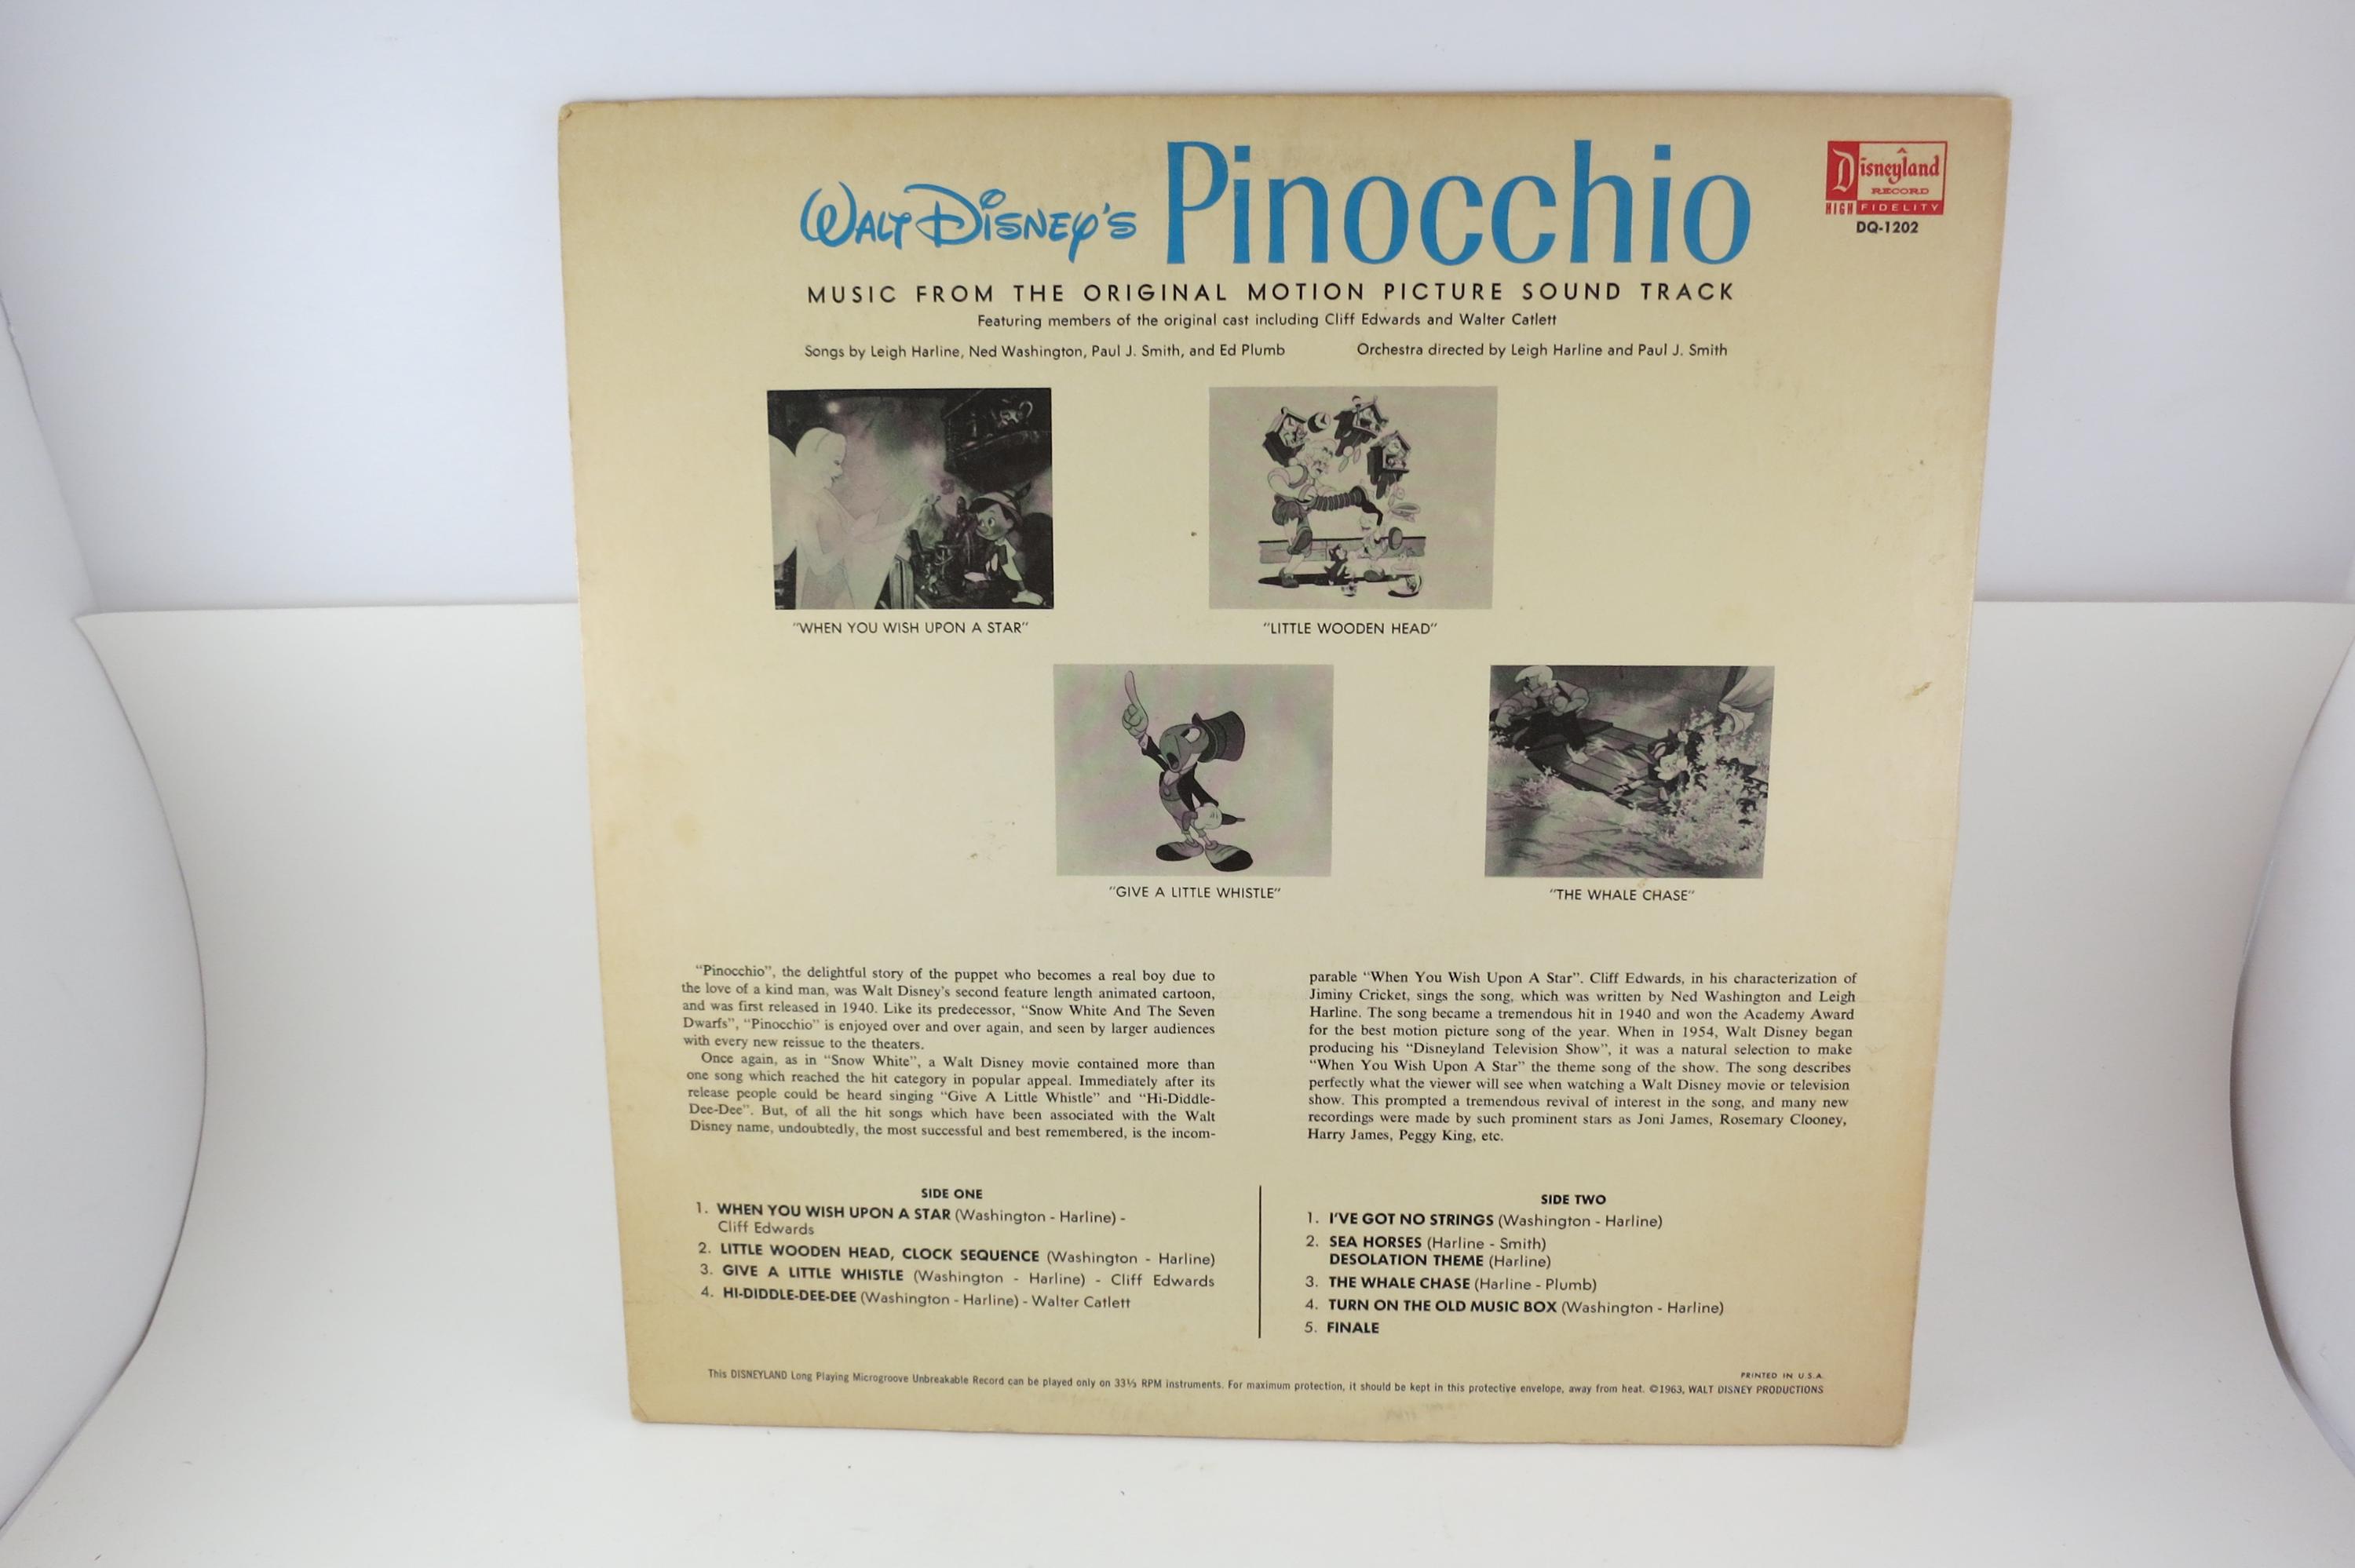 WALT DISNEY'S Pinocchio
Disneyland
RECORD
HIGH FIDELITY
DQ-1202
MUSIC FROM THE ORIGINAL MOTION PICTURE SOUND TRACK
Featuring members of the original cast including Cliff Edwards and Walter Catlett
Songs by Leigh Harline, Ned Washington, Paul J. Smith, and Ed Plumb
Orchestra directed by Leigh Harline and Paul J. Smith
"WHEN YOU WISH UPON A STAR"
"LITTLE WOODEN HEAD"
"GIVE A LITTLE WHISTLE"
"THE WHALE CHASE"
"Pinocchio", the delightful story of the puppet who becomes a real boy due to
the love of a kind man, was Walt Disney's second feature length animated cartoon,
and was first released in 1940. Like its predecessor, "Snow White And The Seven
Dwarfs", "Pinocchio" is enjoyed over and over again, and seen by larger audiences
with every new reissue to the theaters.
Once again, as in "Snow White", a Walt Disney movie contained more than
one song which reached the hit category in popular appeal. Immediately after its
release people could be heard singing "Give A Little Whistle" and "Hi-Diddle-
Dee-Dee". But, of all the hit songs which have been associated with the Walt
Disney name, undoubtedly, the most successful and best remembered, is the incom-
parable "When You Wish Upon A Star". Cliff Edwards, in his characterization of
Jiminy Cricket, sings the song, which was written by Ned Washington and Leigh
Harline. The song became a tremendous hit in 1940 and won the Academy Award
for the best motion picture song of the year. When in 1954, Walt Disney began
producing his "Disneyland Television Show", it was a natural selection to make
"When You Wish Upon A Star" the theme song of the show. The song describes
perfectly what the viewer will see when watching a Walt Disney movie or television
show. This prompted a tremendous revival of interest in the song, and many new
recordings were made by such prominent stars as Joni James, Rosemary Clooney,
Harry James, Peggy King, etc.
SIDE ONE
1. WHEN YOU WISH UPON A STAR (Washington - Harline) -
Cliff Edwards
2. LITTLE WOODEN HEAD, CLOCK SEQUENCE (Washington - Harline)
3. GIVE A LITTLE WHISTLE (Washington - Harline) - Cliff Edwards
4. HI-DIDDLE-DEE-DEE (Washington - Harline) - Walter Catlett
SIDE TWO
1. I'VE GOT NO STRINGS (Washington - Harline)
2. SEA HORSES (Harline - Smith)
DESOLATION THEME (Harline)
3. THE WHALE CHASE (Harline - Plumb)
4. TURN ON THE OLD MUSIC BOX (Washington - Harline)
5. FINALE
PRINTED IN U.S.A.
This DISNEYLAND Long Playing Microgroove Unbreakable Record can be played only on 33⅓ RPM instruments. For maximum protection, it should be kept in this protective envelope, away from heat. ©1963, WALT DISNEY PRODUCTIONS